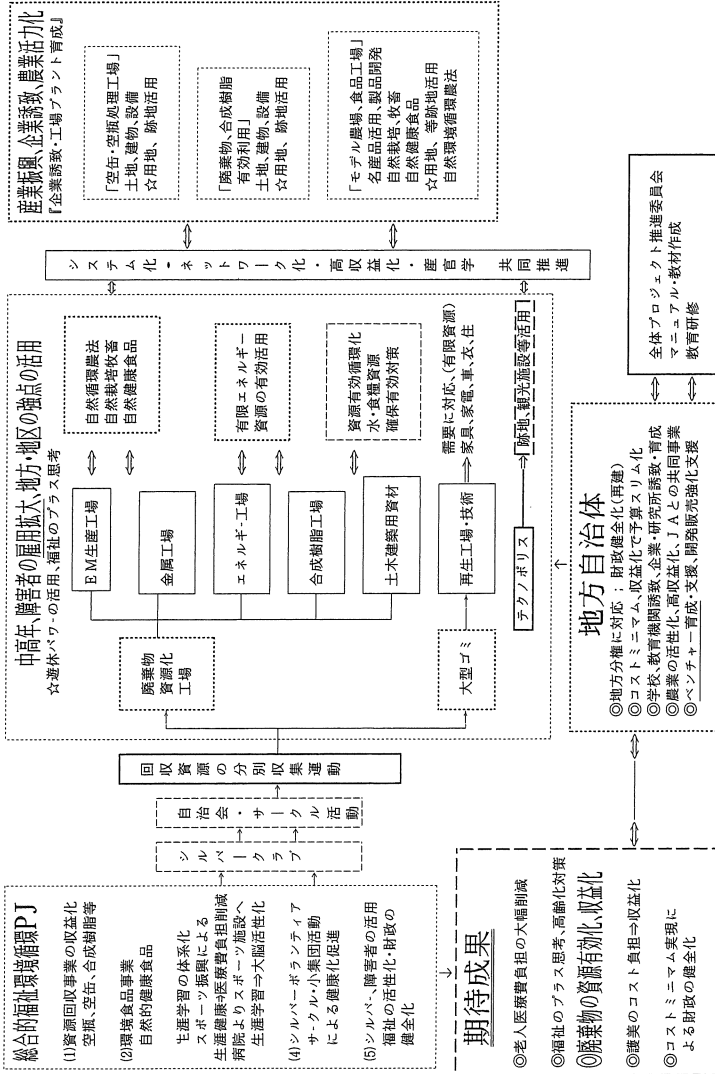 総合的福祉環境循環PJ
(1)資源回収事業の収益化
空瓶、空缶、合成樹脂等
(2)環境食品事業
自然的健康食品
生涯学習の体系化
スポーツ振興による
生涯健康⇒医療費負担削減
病院よりスポーツ施設へ
生涯学習⇒大脳活性化
(4)シルバーボランティア
サークル・小集団活動
による健康化促進
(5)シルバー、障害者の活用
福祉の活性化・財政の
健全化
シルバークラブ
自治会・サークル活動
回収資源の分別収集運動
中高年、障害者の雇用拡大、地方・地区の強点の活用
☆遊休パワーの活用、福祉のプラス思考
廃棄物
資源化
工場
大型ゴミ
EM生産工場
金属工場
エネルギー工場
合成樹脂工場
土木建築用資材
再生工場・技術
テクノポリス
自然循環農法
自然栽培牧畜
自然健康食品
有限エネルギー
資源の有効活用
資源有効循環化
水・食糧資源
確保有効対策
需要に対応、(有限資源)
家具、家電、車、衣、住
跡地、観光施設等活用
システム化・ネットワーク化・高収益化・産官学 共同推進
産業振興、企業誘致、農業活力化
『企業誘致・工場プラント育成』
「空缶・空瓶処理工場」
土地、建物、設備
☆用地、跡地活用
「廃棄物、合成樹脂
有効利用」
土地、建物、設備
☆用地、跡地活用
「モデル農場、食品工場」
名産品活用、製品開発
自然栽培、牧畜
自然健康食品
☆用地、等跡地活用
自然環境循環農法
期待成果
◎老人医療費負担の大幅削減
◎福祉のプラス思考、高齢化対策
◎廃棄物の資源有効化、収益化
◎護美のコスト負担⇒収益化
◎コストミニマム実現に
よる財政の健全化
地方自治体
◎地方分権に対応；財政健全化(再建)
◎コストミニマム、収益化で予算スリム化
◎学校、教育機関誘致、企業・研究所誘致・育成
◎農業の活性化、高収益化、JAとの共同事業
◎ベンチャー育成・支援、開発販売強化支援
全体プロジェクト推進委員会
マニュアル・教材作成
教育研修